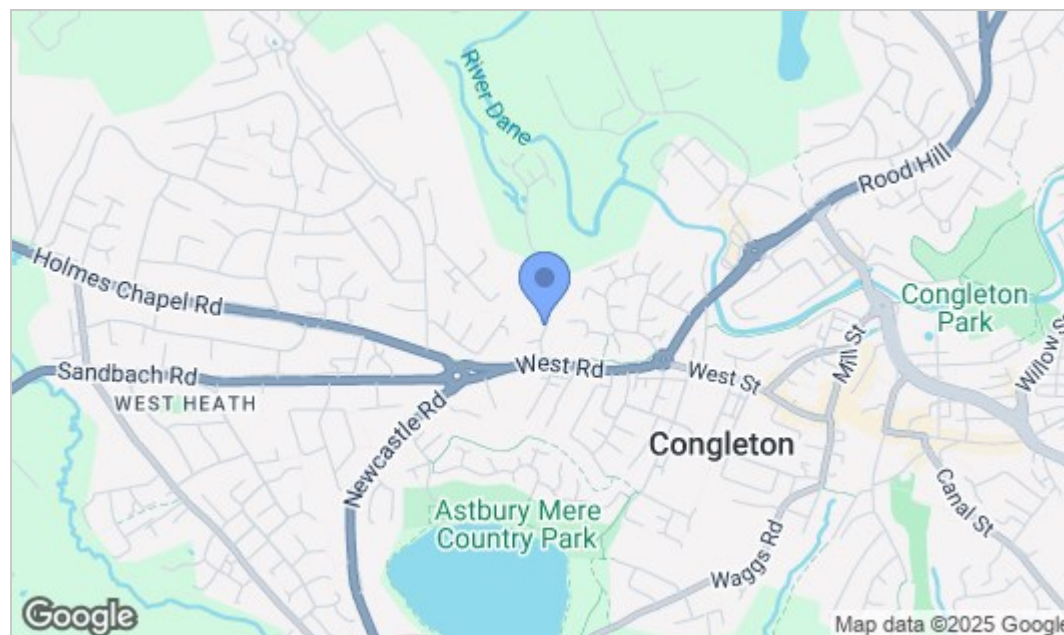 River Dane
Rood Hill
Holmes Chapel Rd
Congleton
Park
Willow S
Mill St
West Rd
West St
Sandbach Rd
WEST HEATH
Newcastle Rd
Congleton
Canal St
Astbury Mere
Country Park
Waggs Rd
Google
Map data ©2025 Google